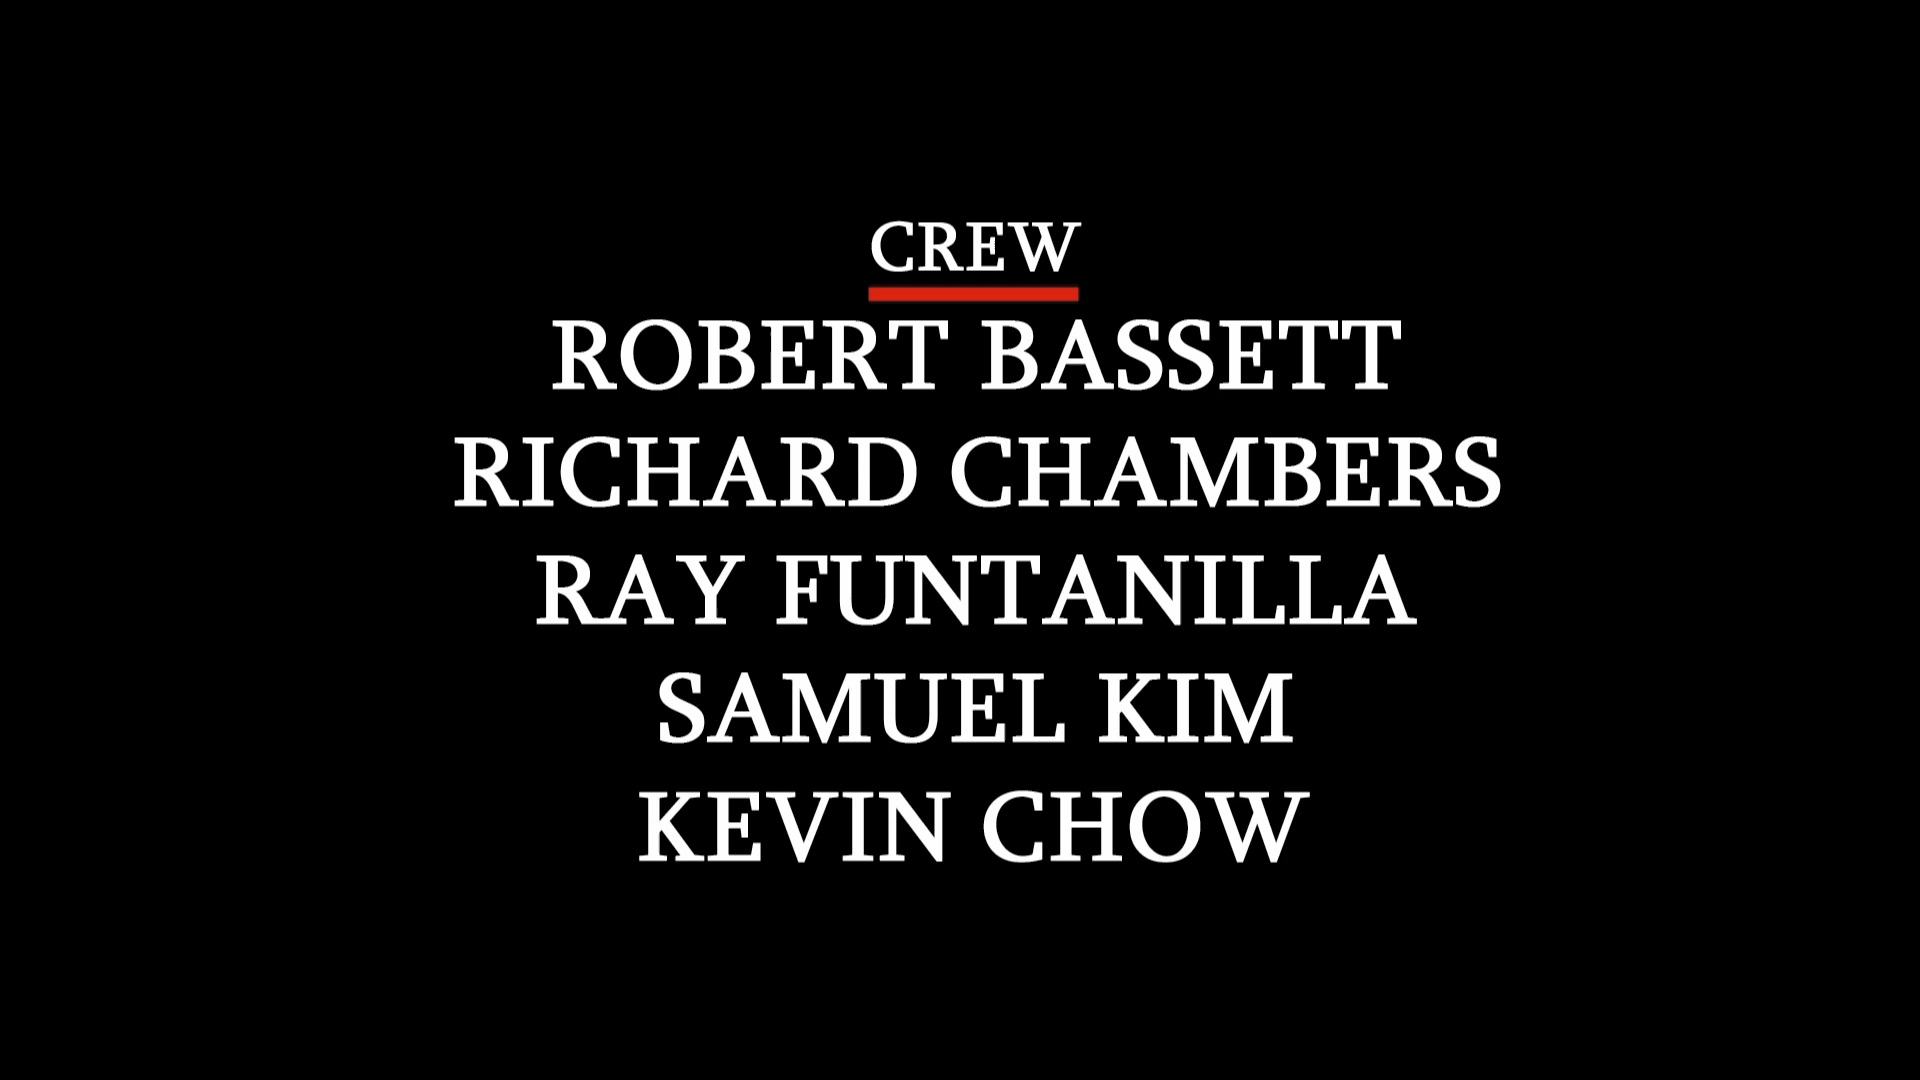 CREW
ROBERT BASSETT
RICHARD CHAMBERS
RAY FUNTANILLA
SAMUEL KIM
KEVIN CHOW